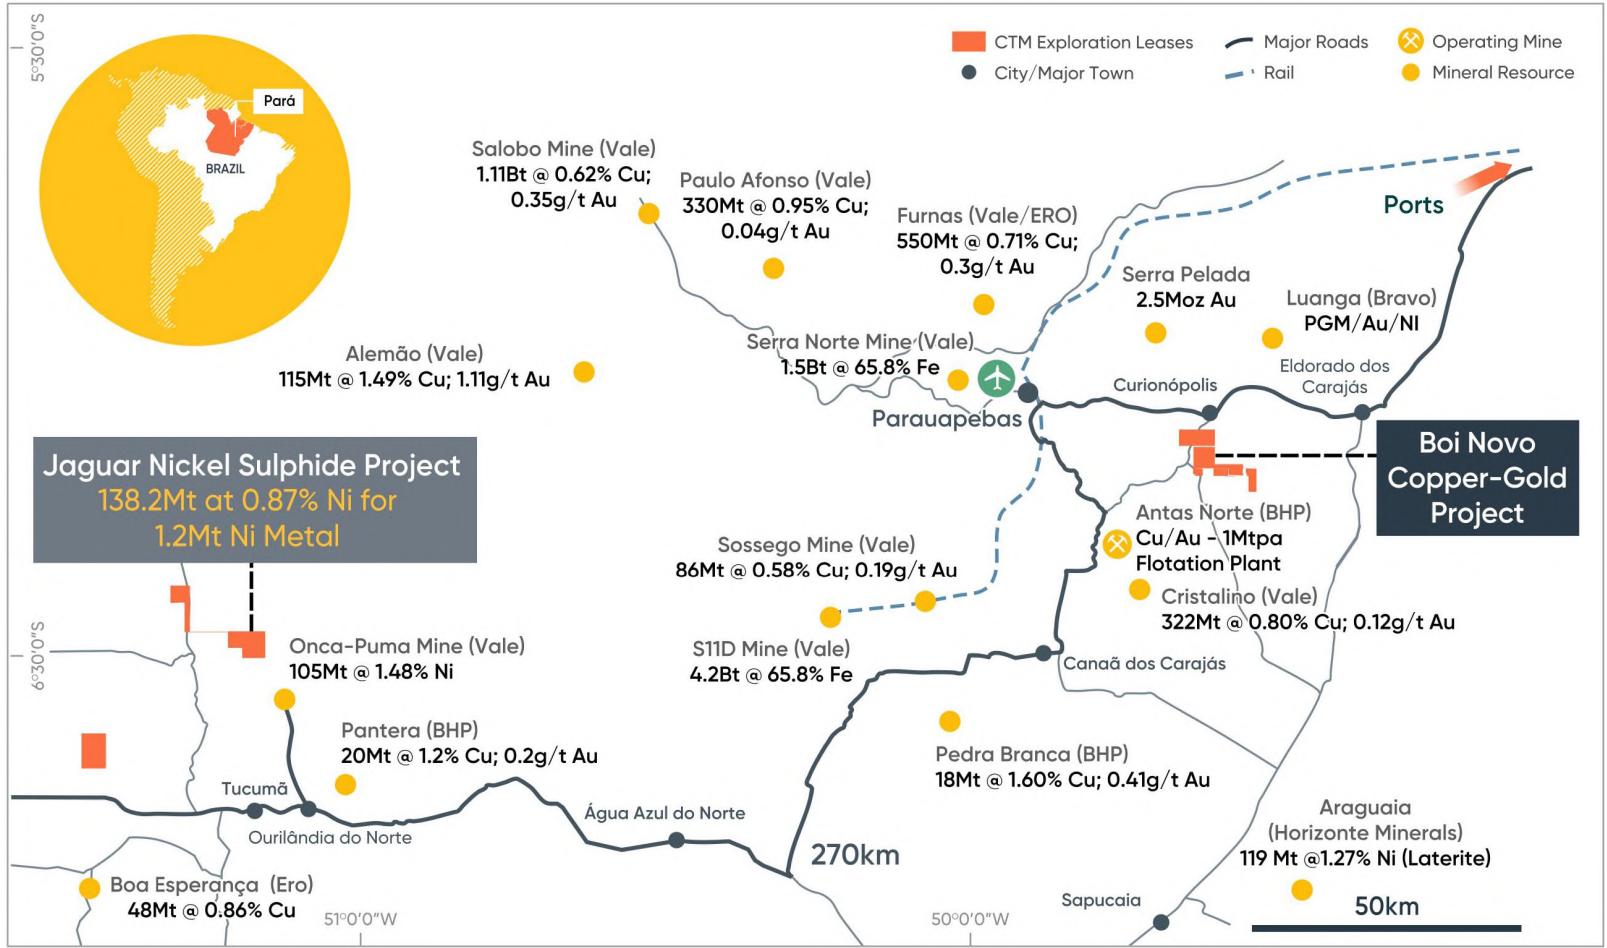 5°30'0"S
CTM Exploration Leases
City/Major Town
Major Roads
Rail
Operating Mine
Mineral Resource
Pará
BRAZIL
Salobo Mine (Vale)
1.11Bt @ 0.62% Cu;
0.35g/t Au
Paulo Afonso (Vale)
330Mt @ 0.95% Cu;
0.04g/t Au
Furnas (Vale/ERO)
550Mt @ 0.71% Cu;
0.3g/t Au
Ports
Serra Pelada
2.5Moz Au
Luanga (Bravo)
PGM/Au/NI
Alemão (Vale)
115Mt @ 1.49% Cu; 1.11g/t Au
Serra Norte Mine (Vale)
1.5Bt @ 65.8% Fe
Parauapebas
Curionópolis
Eldorado dos
Carajás
Jaguar Nickel Sulphide Project
138.2Mt at 0.87% Ni for
1.2Mt Ni Metal
Boi Novo
Copper-Gold
Project
Antas Norte (BHP)
Cu/Au - 1Mtpa
Flotation Plant
Sossego Mine (Vale)
86Mt @ 0.58% Cu; 0.19g/t Au
Cristalino (Vale)
322Mt @ 0.80% Cu; 0.12g/t Au
6°30'0"S
Onca-Puma Mine (Vale)
105Mt @ 1.48% Ni
S11D Mine (Vale)
4.2Bt @ 65.8% Fe
Canaã dos Carajás
Pantera (BHP)
20Mt @ 1.2% Cu; 0.2g/t Au
Pedra Branca (BHP)
18Mt @ 1.60% Cu; 0.41g/t Au
Tucumã
Ourilândia do Norte
Água Azul do Norte
270km
Araguaia
(Horizonte Minerals)
119 Mt @1.27% Ni (Laterite)
Boa Esperança (Ero)
48Mt @ 0.86% Cu
51°0'0"W
50°0'0"W
Sapucaia
50km